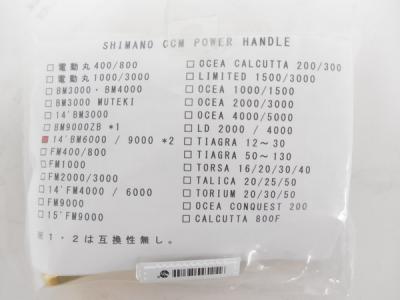 SHIMANO CCM POWER HANDLE
□ 電動丸 400/800
□ 電動丸 1000/3000
□ BM3000・BM4000
□ BM3000 MUTEKI
□ 14'BM3000
□ BM9000ZB *1
■ 14'BM6000 / 9000 *2
□ FM400/800
□ FM1000
□ FM2000/3000
□ 14'FM4000 / 6000
□ FM9000
□ 15'FM9000
□ OCEA CALCUTTA 200/300
□ LIMITED 1500/3000
□ OCEA 1000/1500
□ OCEA 2000/3000
□ OCEA 4000/5000
□ LD 2000 / 4000
□ TIAGRA 12～30
□ TIAGRA 50～130
□ TORSA 16/20/30/40
□ TALICA 20/25/50
□ TORIUM 20/30/50
□ OCEA CONQUEST 200
□ CALCUTTA 800F
※1・2は互換性無し。